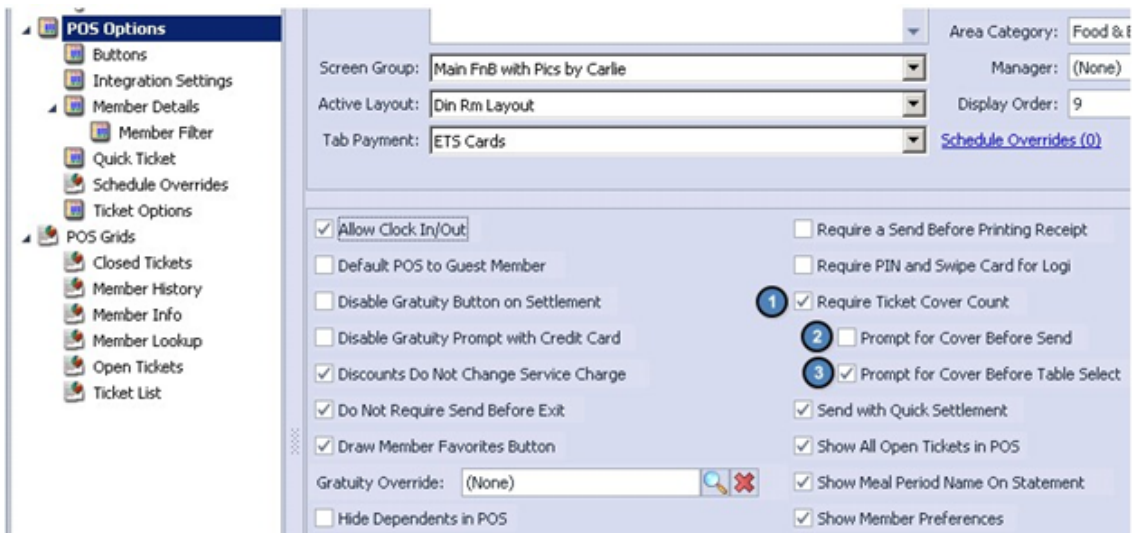 POS Options
Buttons
Integration Settings
Member Details
Member Filter
Quick Ticket
Schedule Overrides
Ticket Options
POS Grids
Closed Tickets
Member History
Member Info
Member Lookup
Open Tickets
Ticket List
Area Category: Food & B
Screen Group: Main FnB with Pics by Carlie
Manager: (None)
Active Layout: Din Rm Layout
Display Order: 9
Tab Payment: ETS Cards
Schedule Overrides (0)
Allow Clock In/Out
Default POS to Guest Member
Disable Gratuity Button on Settlement
Disable Gratuity Prompt with Credit Card
Discounts Do Not Change Service Charge
Do Not Require Send Before Exit
Draw Member Favorites Button
Gratuity Override: (None)
Hide Dependents in POS
Require a Send Before Printing Receipt
Require PIN and Swipe Card for Logi
1 Require Ticket Cover Count
2 Prompt for Cover Before Send
3 Prompt for Cover Before Table Select
Send with Quick Settlement
Show All Open Tickets in POS
Show Meal Period Name On Statement
Show Member Preferences